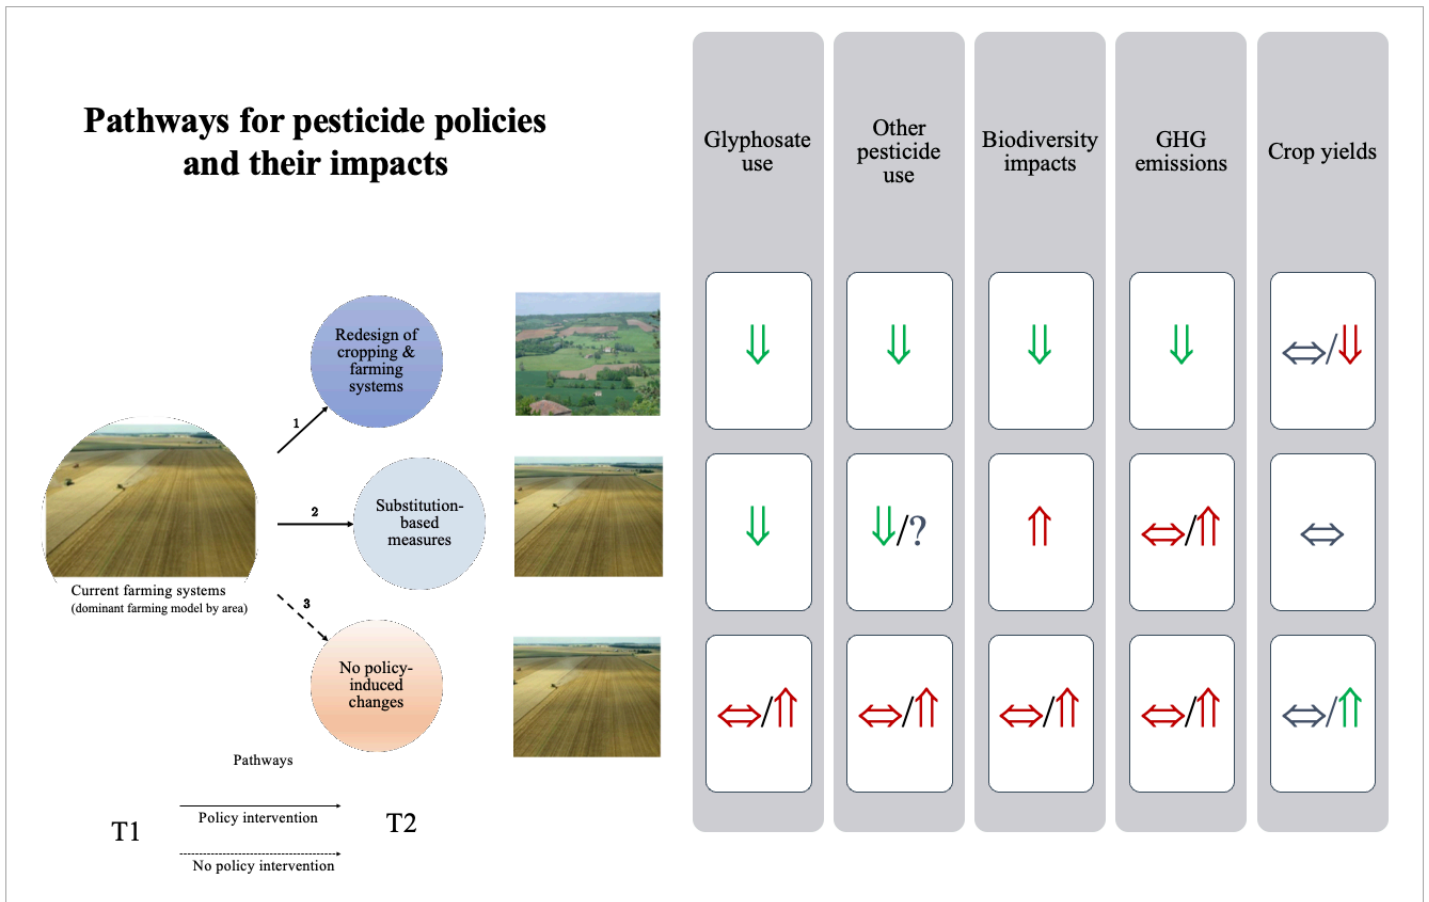 Pathways for pesticide policies
and their impacts
Glyphosate
use
Other
pesticide
use
Biodiversity
impacts
GHG
emissions
Crop yields
Redesign of
cropping &
farming
systems
1
⇓
⇓
⇓
⇓
⇔/⇓
Substitution-
based
measures
2
⇓
⇓/?
⇑
⇔/⇑
⇔
Current farming systems
(dominant farming model by area)
3
No policy-
induced
changes
⇔/⇑
⇔/⇑
⇔/⇑
⇔/⇑
⇔/⇑
Pathways
T1
Policy intervention
T2
No policy intervention